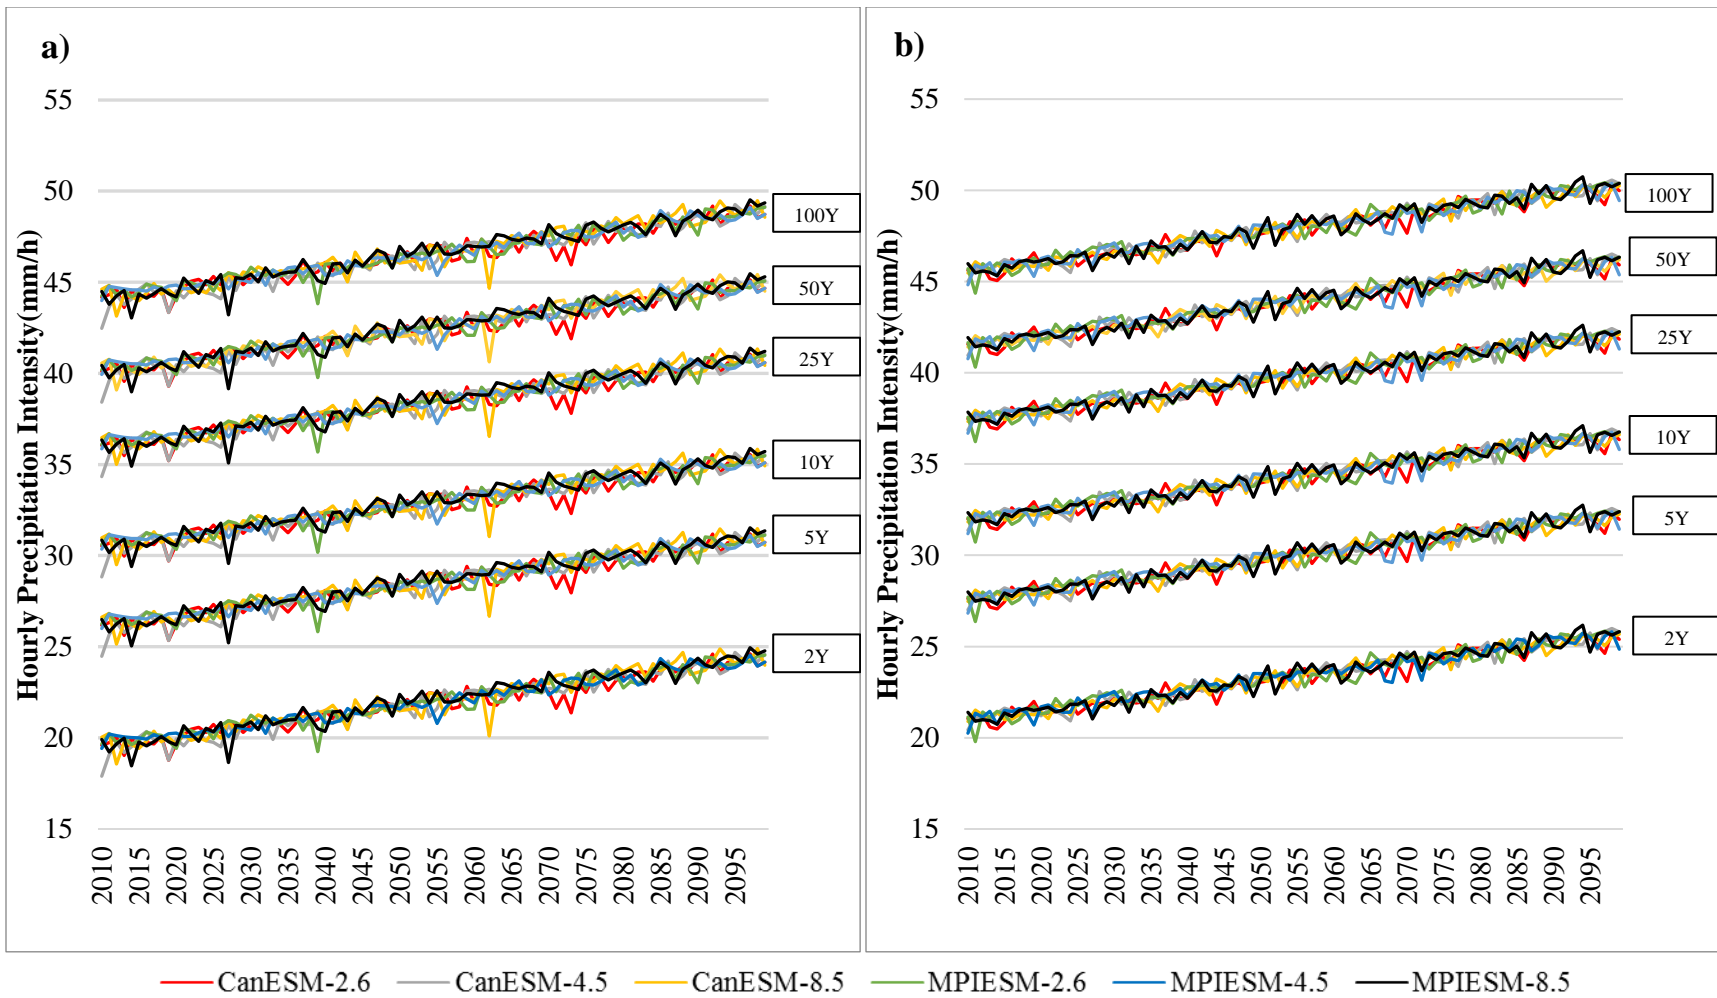 a)
Hourly Precipitation Intensity(mm/h)
55
50
45
40
35
30
25
20
15
100Y
50Y
25Y
10Y
5Y
2Y
2010 2015 2020 2025 2030 2035 2040 2045 2050 2055 2060 2065 2070 2075 2080 2085 2090 2095
b)
Hourly Precipitation Intensity(mm/h)
55
50
45
40
35
30
25
20
15
100Y
50Y
25Y
10Y
5Y
2Y
2010 2015 2020 2025 2030 2035 2040 2045 2050 2055 2060 2065 2070 2075 2080 2085 2090 2095
CanESM-2.6 CanESM-4.5 CanESM-8.5 MPIESM-2.6 MPIESM-4.5 MPIESM-8.5